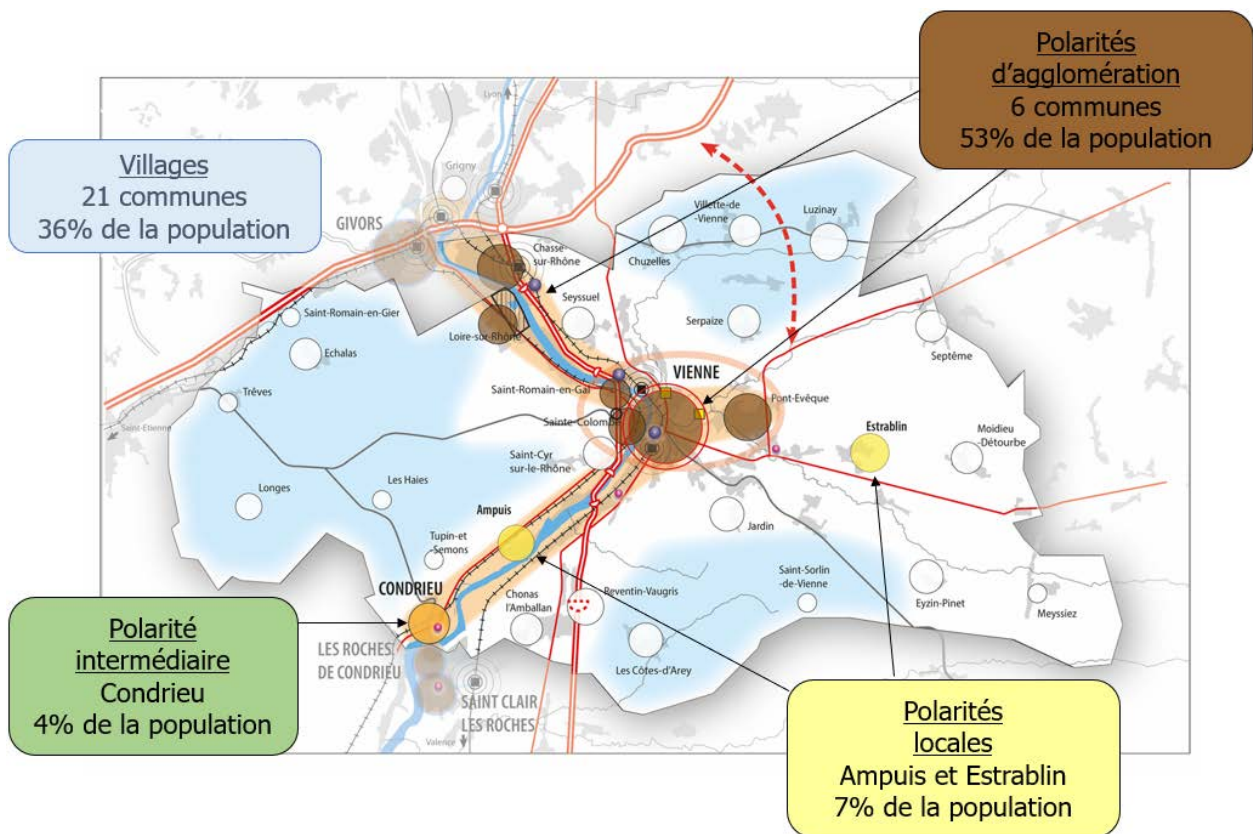 Polarités
d'agglomération
6 communes
53% de la population
Villages
21 communes
36% de la population
Lyon
Grigny
GIVORS
Villette-de
-Vienne
Luzinay
Chuzelles
Chasse-
sur-Rhône
Seyssuel
Serpaize
Septême
Saint-Romain-en-Gier
Echalas
Loire-sur-Rhône
VIENNE
Trêves
Saint-Romain-en-Gal
Pont-Evêque
Saint-Etienne
Sainte-Colombe
Estrablin
Moidieu
-Détourbe
Saint-Cyr
sur-le-Rhône
Longes
Les Haies
Ampuis
Jardin
Tupin-et
-Semons
CONDRIEU
Chonas
l'Amballan
Reventin-Vaugris
Saint-Sorlin
-de-Vienne
Eyzin-Pinet
Meyssiez
Les Côtes-d'Arey
LES ROCHES
DE CONDRIEU
SAINT CLAIR
LES ROCHES
Valence
Polarité
intermédiaire
Condrieu
4% de la population
Polarités
locales
Ampuis et Estrablin
7% de la population